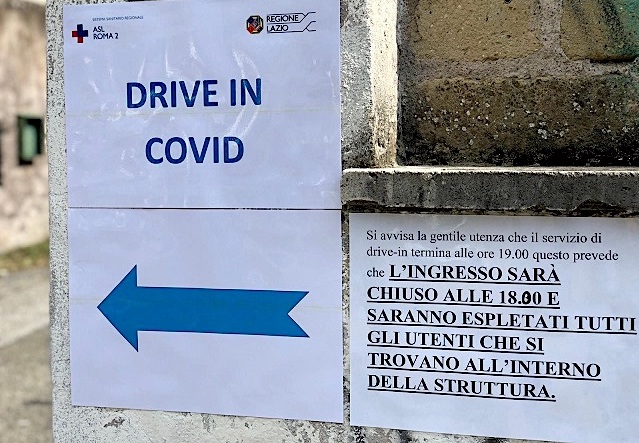 SISTEMA SANITARIO REGIONALE
ASL
ROMA 2
REGIONE
LAZIO
DRIVE IN
COVID
Si avvisa la gentile utenza che il servizio di
drive-in termina alle ore 19.00 questo prevede
che L'INGRESSO SARÀ
CHIUSO ALLE 18.00 E
SARANNO ESPLETATI TUTTI
GLI UTENTI CHE SI
TROVANO ALL'INTERNO
DELLA STRUTTURA.